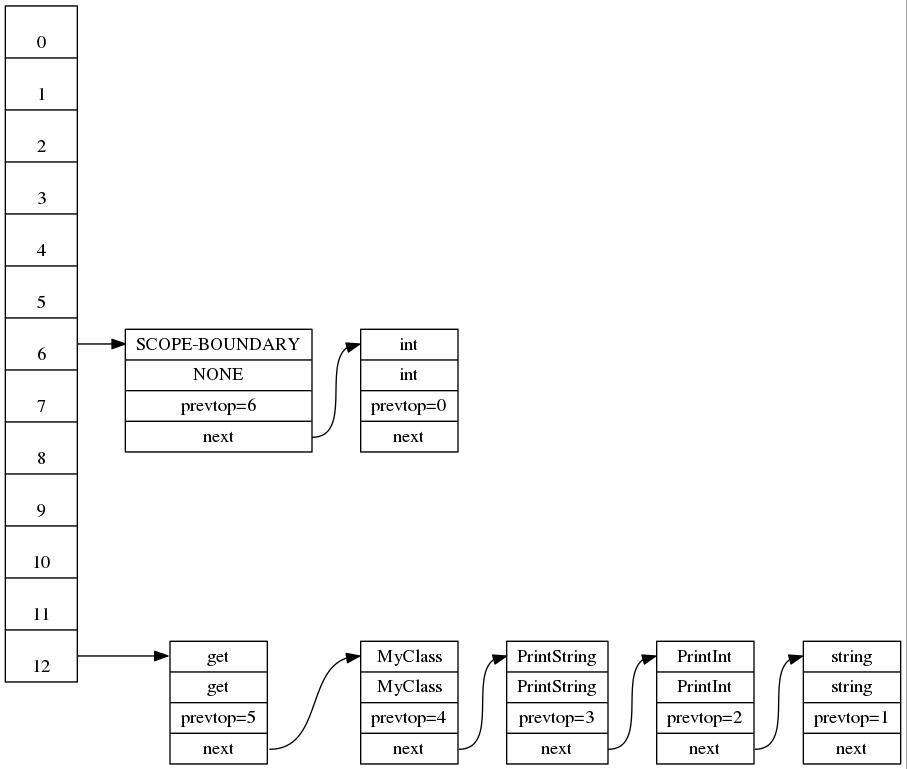 0
1
2
3
4
5
6
7
8
9
10
11
12
SCOPE-BOUNDARY
NONE
prevtop=6
next
int
int
prevtop=0
next
get
get
prevtop=5
next
MyClass
MyClass
prevtop=4
next
PrintString
PrintString
prevtop=3
next
PrintInt
PrintInt
prevtop=2
next
string
string
prevtop=1
next